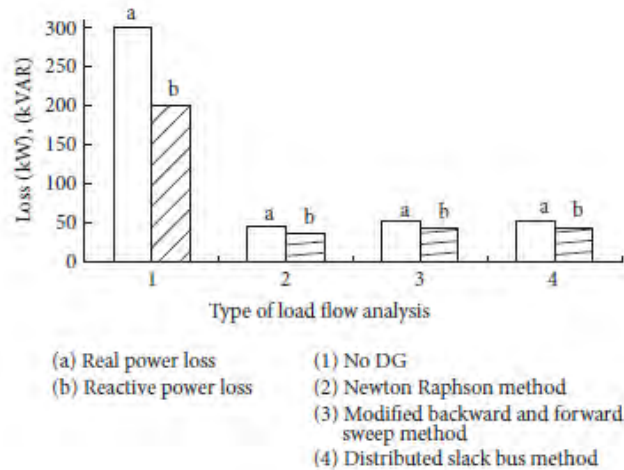 a
300
250
b
200
150
100
a
b
a
b
a
b
50
0
1
2
3
4
Loss (kW), (kVAR)
Type of load flow analysis
(a) Real power loss
(b) Reactive power loss
(1) No DG
(2) Newton Raphson method
(3) Modified backward and forward
sweep method
(4) Distributed slack bus method